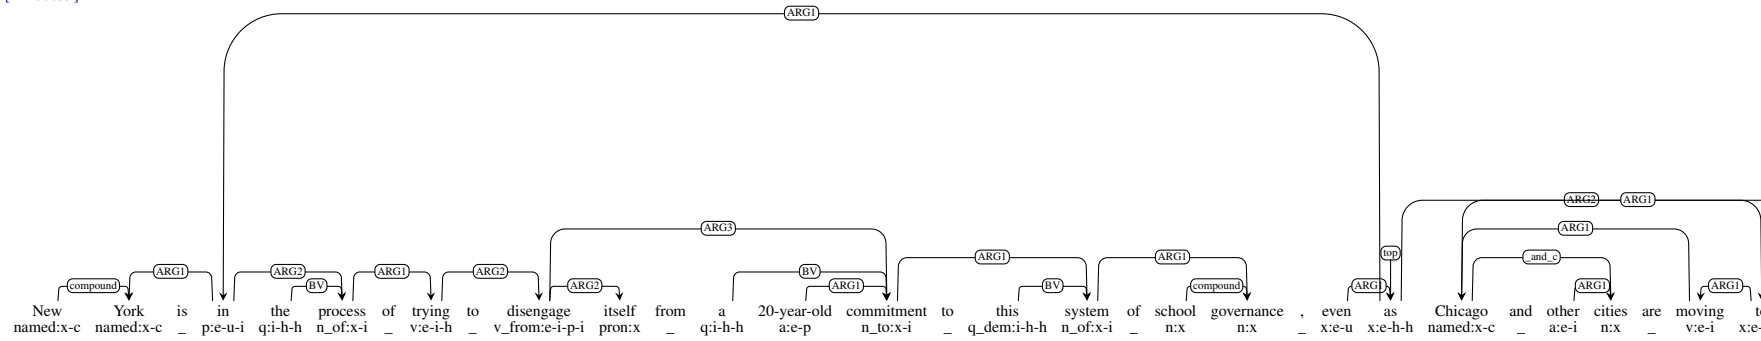 ARG1
ARG2 ARG1
ARG3 ARG1
top
ARG1 ARG1 _and_c
ARG1 ARG2 ARG1 ARG2 BV
compound BV ARG2 ARG1 BV compound ARG1 ARG1 ARG1
New York is in the process of trying to disengage itself from a 20-year-old commitment to this system of school governance , even as Chicago and other cities are moving
named:x-c named:x-c _ p:e-u-i q:i-h-h n_of:x-i _ v:e-i-h _ v_from:e-i-p-i pron:x _ q:i-h-h a:e-p n_to:x-i _ q_dem:i-h-h n_of:x-i _ n:x n:x _ x:e-u x:e-h-h named:x-c _ a:e-i n:x _ v:e-i